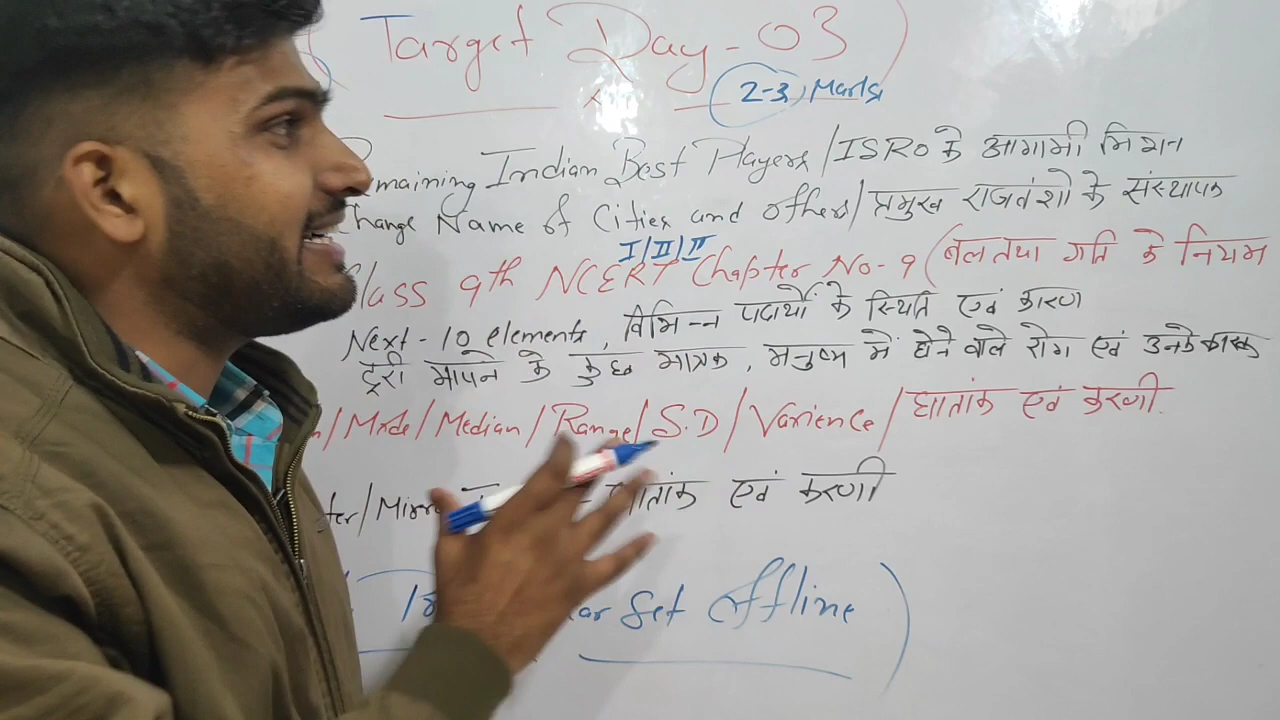 Target Day-03
2-3 Marks
Remaining Indian Best Players/ISRO के आगामी मिशन
Change Name of Cities and others/प्रमुख राजवंशो के संस्थापक
I/II/III
Class 9th NCERT Chapter No-9 (बल तथा गति के नियम
Next-10 elements, विभिन्न पदार्थों के स्थिति एवं कारण
दूरी मापने के कुछ मात्रक, मनुष्य में होने वाले रोग एवं उनके कारक
/Mode/Median/Range/S.D/Varience/घातांक एवं करणी
घातांक एवं करणी
Set offline)